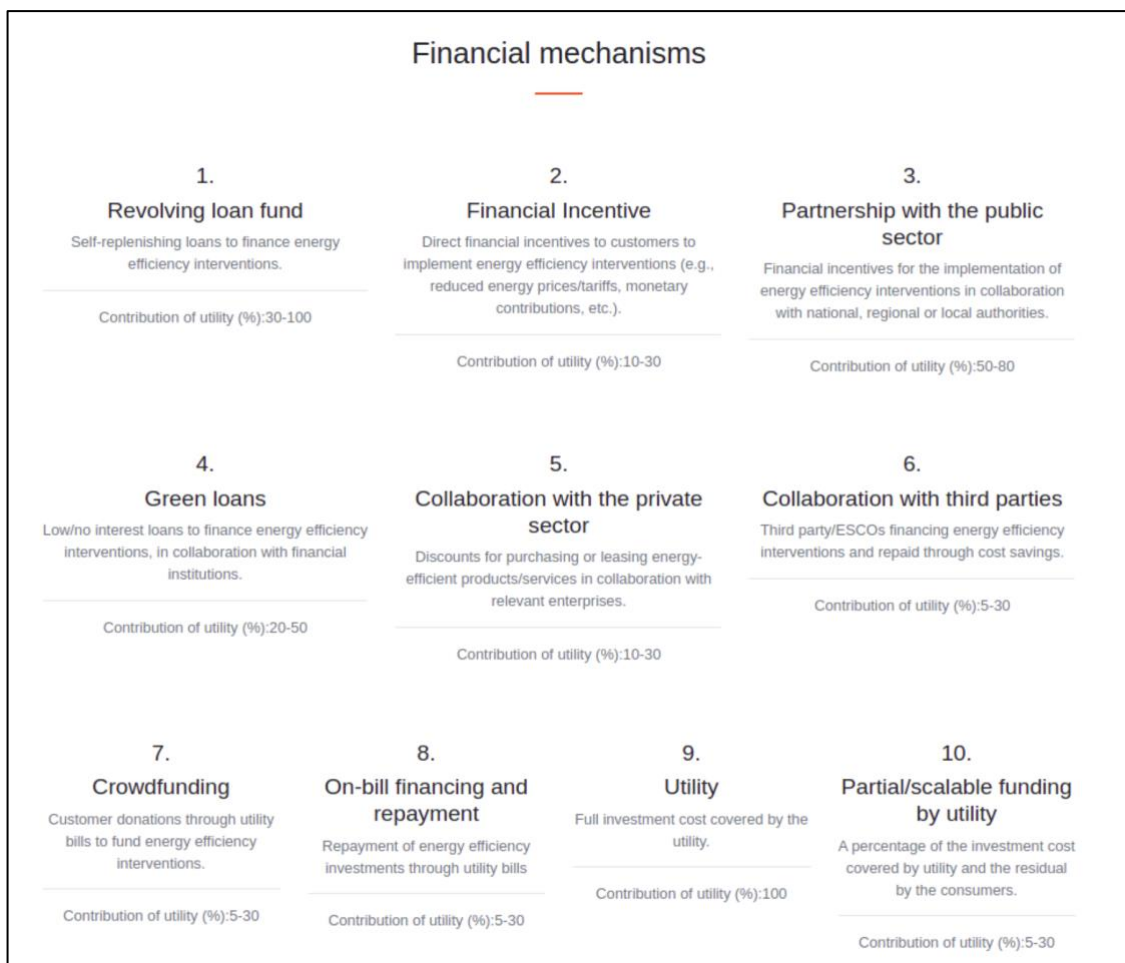 Financial mechanisms
1.
Revolving loan fund
Self-replenishing loans to finance energy
efficiency interventions.
Contribution of utility (%):30-100
2.
Financial Incentive
Direct financial incentives to customers to
implement energy efficiency interventions (e.g.,
reduced energy prices/tariffs, monetary
contributions, etc.).
Contribution of utility (%):10-30
3.
Partnership with the public
sector
Financial incentives for the implementation of
energy efficiency interventions in collaboration
with national, regional or local authorities.
Contribution of utility (%):50-80
4.
Green loans
Low/no interest loans to finance energy efficiency
interventions, in collaboration with financial
institutions.
Contribution of utility (%):20-50
5.
Collaboration with the private
sector
Discounts for purchasing or leasing energy-
efficient products/services in collaboration with
relevant enterprises.
Contribution of utility (%):10-30
6.
Collaboration with third parties
Third party/ESCOs financing energy efficiency
interventions and repaid through cost savings.
Contribution of utility (%):5-30
7.
Crowdfunding
Customer donations through utility
bills to fund energy efficiency
interventions.
Contribution of utility (%):5-30
8.
On-bill financing and
repayment
Repayment of energy efficiency
investments through utility bills
Contribution of utility (%):5-30
9.
Utility
Full investment cost covered by the
utility.
Contribution of utility (%):100
10.
Partial/scalable funding
by utility
A percentage of the investment cost
covered by utility and the residual
by the consumers.
Contribution of utility (%):5-30